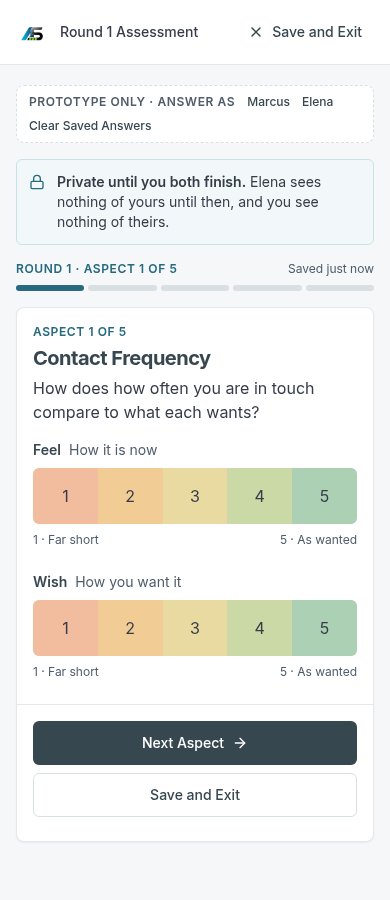 Round 1 Assessment
Save and Exit
PROTOTYPE ONLY · ANSWER AS Marcus Elena
Clear Saved Answers
Private until you both finish. Elena sees
nothing of yours until then, and you see
nothing of theirs.
ROUND 1 · ASPECT 1 OF 5 Saved just now
ASPECT 1 OF 5
Contact Frequency
How does how often you are in touch
compare to what each wants?
Feel How it is now
1 2 3 4 5
1 · Far short 5 · As wanted
Wish How you want it
1 2 3 4 5
1 · Far short 5 · As wanted
Next Aspect
Save and Exit